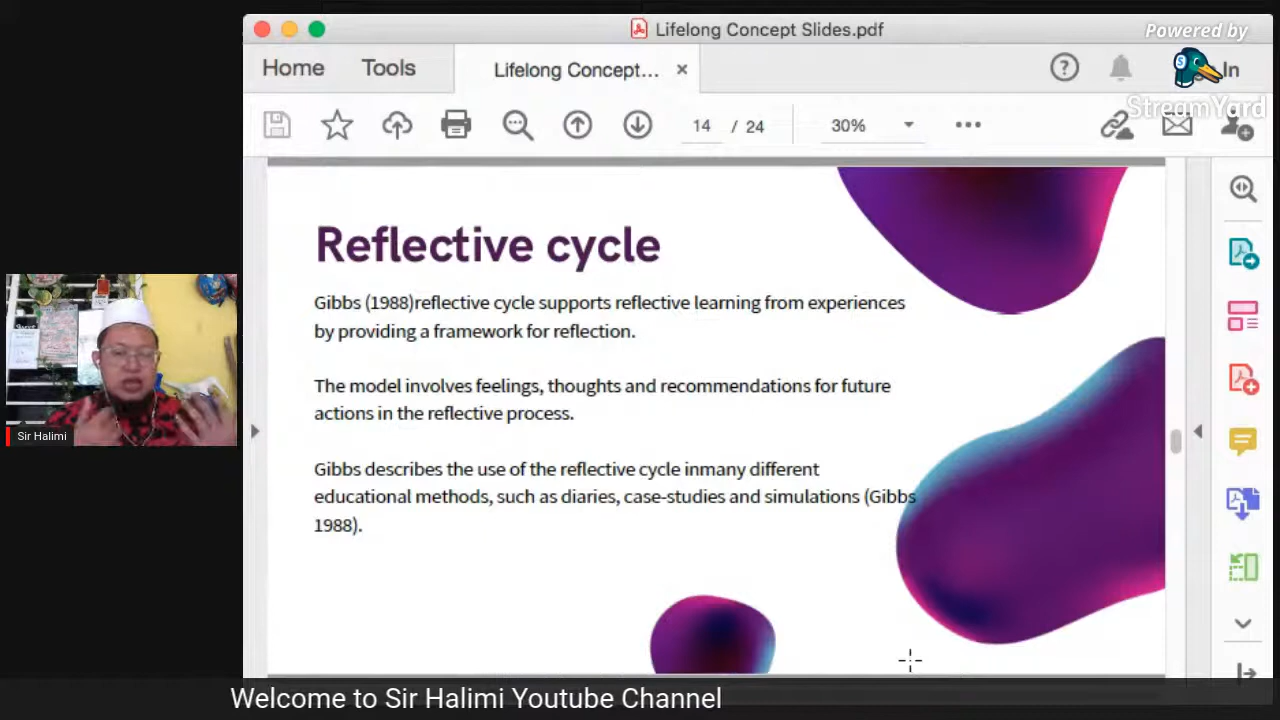 Lifelong Concept Slides.pdf
Powered by
Home
Tools
Lifelong Concept...
In
StreamYard
14 / 24
30%
Reflective cycle
Gibbs (1988)reflective cycle supports reflective learning from experiences
by providing a framework for reflection.
The model involves feelings, thoughts and recommendations for future
actions in the reflective process.
Gibbs describes the use of the reflective cycle inmany different
educational methods, such as diaries, case-studies and simulations (Gibbs
1988).
Sir Halimi
Welcome to Sir Halimi Youtube Channel